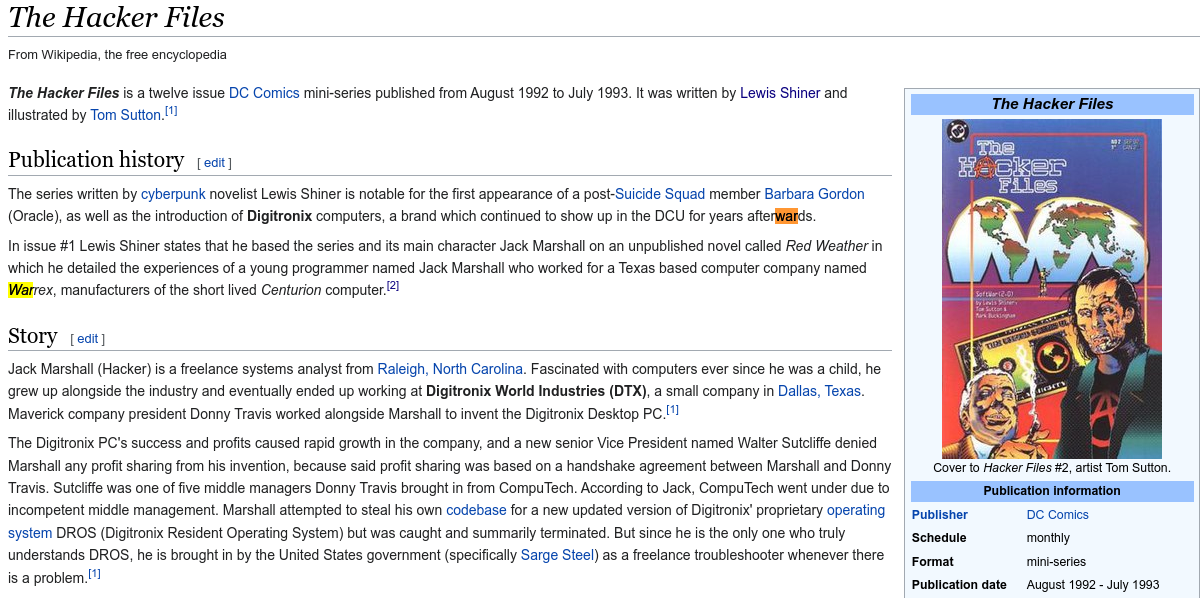 The Hacker Files
From Wikipedia, the free encyclopedia
The Hacker Files is a twelve issue DC Comics mini-series published from August 1992 to July 1993. It was written by Lewis Shiner and
illustrated by Tom Sutton.[1]
Publication history [ edit ]
The series written by cyberpunk novelist Lewis Shiner is notable for the first appearance of a post-Suicide Squad member Barbara Gordon
(Oracle), as well as the introduction of Digitronix computers, a brand which continued to show up in the DCU for years afterwards.
In issue #1 Lewis Shiner states that he based the series and its main character Jack Marshall on an unpublished novel called Red Weather in
which he detailed the experiences of a young programmer named Jack Marshall who worked for a Texas based computer company named
Warrex, manufacturers of the short lived Centurion computer.[2]
Story [ edit ]
Jack Marshall (Hacker) is a freelance systems analyst from Raleigh, North Carolina. Fascinated with computers ever since he was a child, he
grew up alongside the industry and eventually ended up working at Digitronix World Industries (DTX), a small company in Dallas, Texas.
Maverick company president Donny Travis worked alongside Marshall to invent the Digitronix Desktop PC.[1]
The Digitronix PC's success and profits caused rapid growth in the company, and a new senior Vice President named Walter Sutcliffe denied
Marshall any profit sharing from his invention, because said profit sharing was based on a handshake agreement between Marshall and Donny
Travis. Sutcliffe was one of five middle managers Donny Travis brought in from CompuTech. According to Jack, CompuTech went under due to
incompetent middle management. Marshall attempted to steal his own codebase for a new updated version of Digitronix' proprietary operating
system DROS (Digitronix Resident Operating System) but was caught and summarily terminated. But since he is the only one who truly
understands DROS, he is brought in by the United States government (specifically Sarge Steel) as a freelance troubleshooter whenever there
is a problem.[1]
The Hacker Files
DC
The
Hacker
Files
SoftWar(2.0)
by Lewis Shiner,
Tom Sutton &
Mark Buckingham
Cover to Hacker Files #2, artist Tom Sutton.
Publication information
Publisher DC Comics
Schedule monthly
Format mini-series
Publication date August 1992 - July 1993